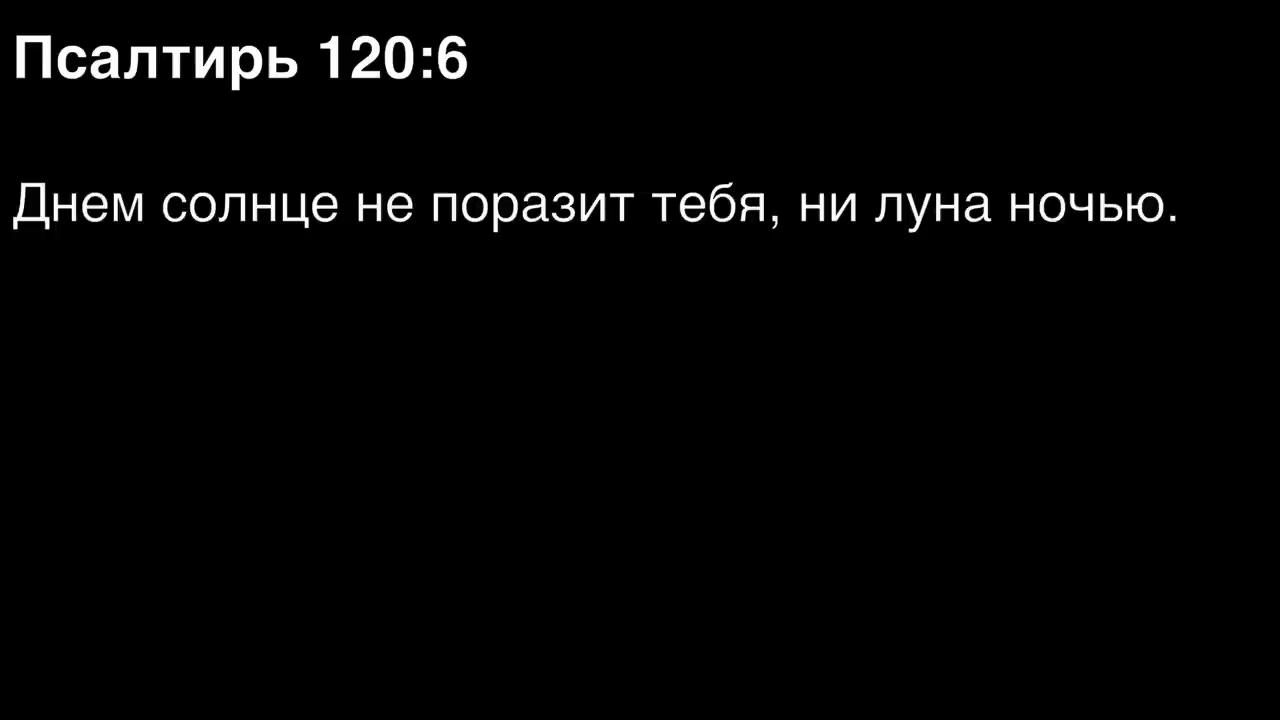 Псалтирь 120:6
Днем солнце не поразит тебя, ни луна ночью.